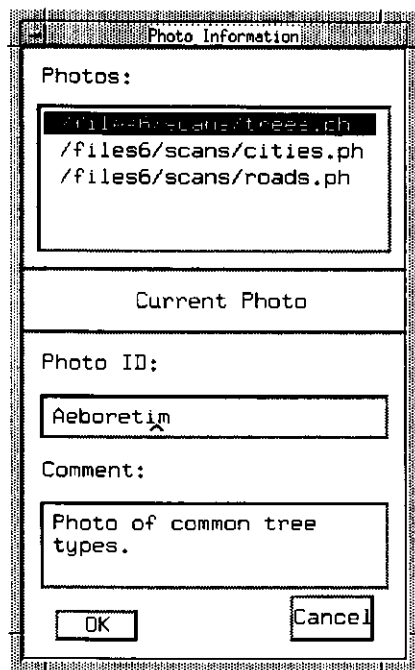 Photo Information
Photos:
/files6/scans/trees.ph
/files6/scans/cities.ph
/files6/scans/roads.ph
Current Photo
Photo ID:
Aeboretim
Comment:
Photo of common tree
types.
OK
Cancel